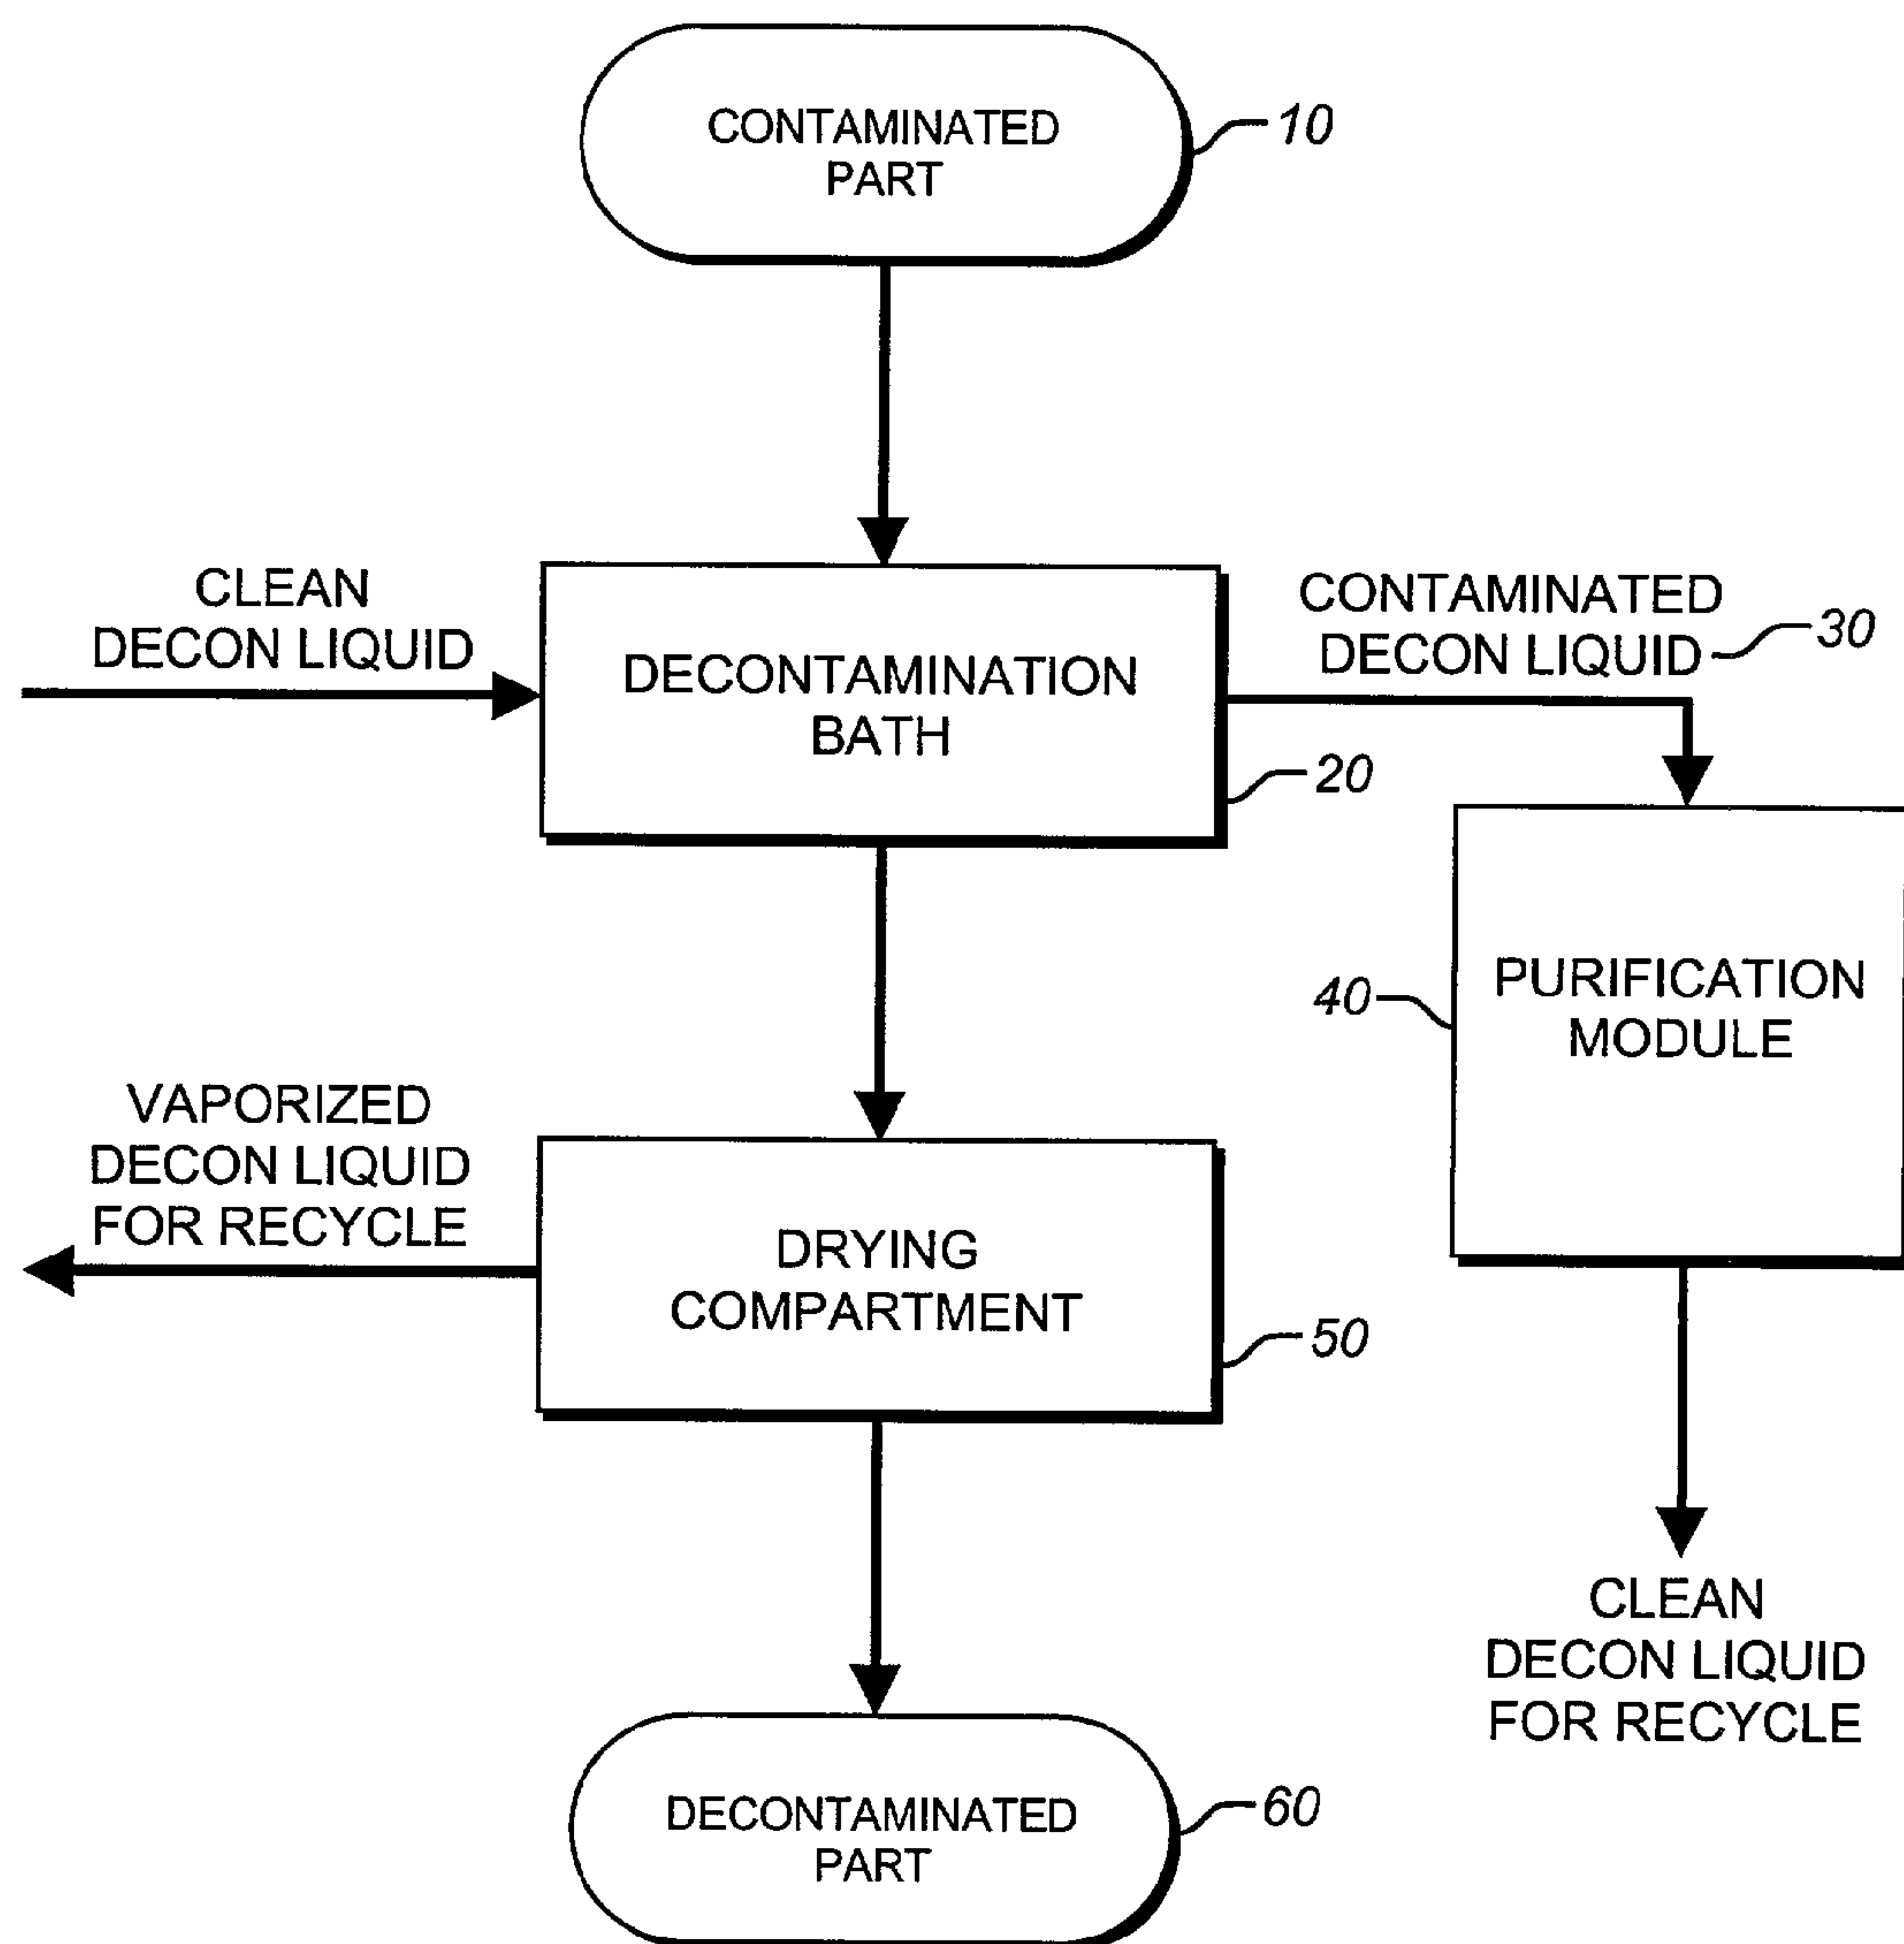 CONTAMINATED
PART
10
CLEAN
DECON LIQUID
DECONTAMINATION
BATH
20
CONTAMINATED
DECON LIQUID
30
PURIFICATION
MODULE
40
VAPORIZED
DECON LIQUID
FOR RECYCLE
DRYING
COMPARTMENT
50
CLEAN
DECON LIQUID
FOR RECYCLE
DECONTAMINATED
PART
60